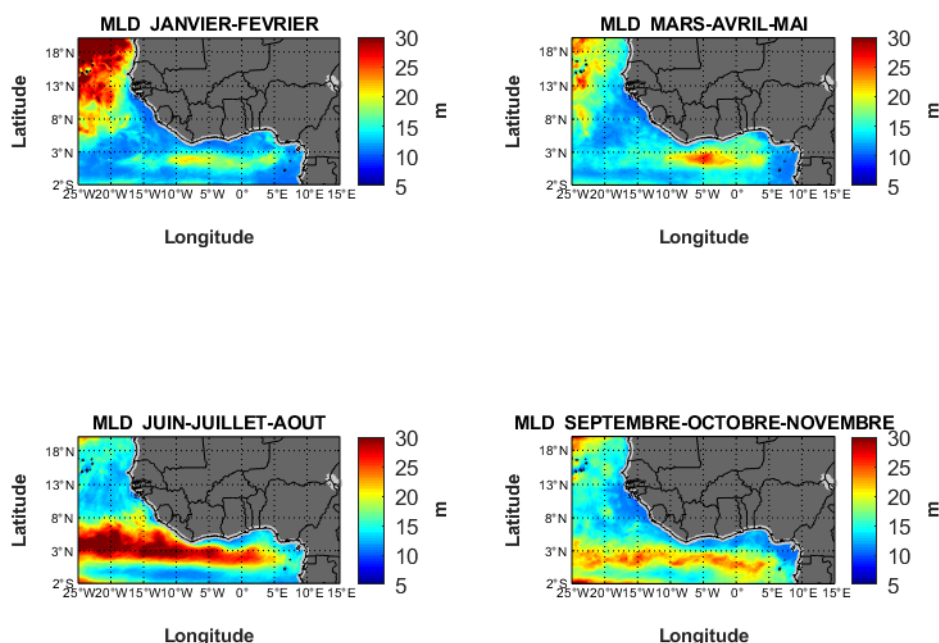 MLD JANVIER-FEVRIER
Latitude
18°N
13°N
8°N
3°N
2°S
25°W20°W15°W10°W 5°W 0°E 5°E 10°E 15°E
Longitude
30
25
20
15
10
5
m
MLD MARS-AVRIL-MAI
Latitude
18°N
13°N
8°N
3°N
2°S
25°W20°W15°W10°W 5°W 0°E 5°E 10°E 15°E
Longitude
30
25
20
15
10
5
m
MLD JUIN-JUILLET-AOUT
Latitude
18°N
13°N
8°N
3°N
2°S
25°W20°W15°W10°W 5°W 0°E 5°E 10°E 15°E
Longitude
30
25
20
15
10
5
m
MLD SEPTEMBRE-OCTOBRE-NOVEMBRE
Latitude
18°N
13°N
8°N
3°N
2°S
25°W20°W15°W10°W 5°W 0°E 5°E 10°E 15°E
Longitude
30
25
20
15
10
5
m